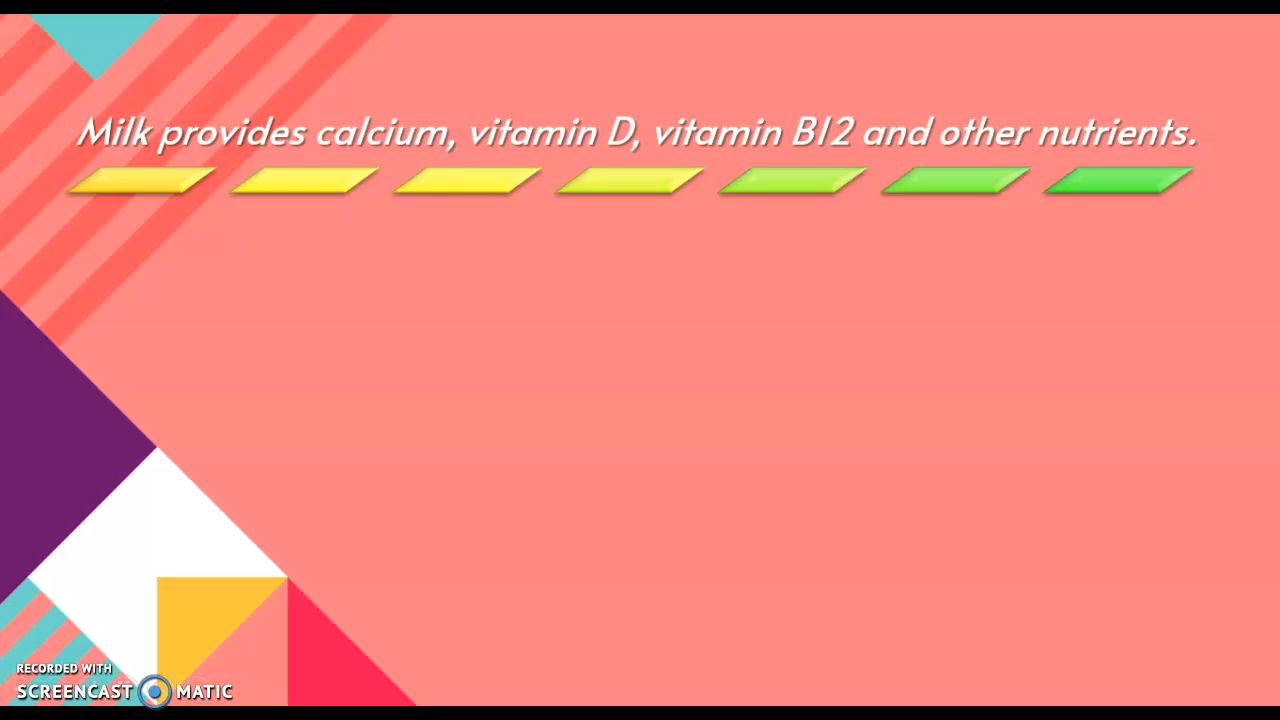 Milk provides calcium, vitamin D, vitamin B12 and other nutrients.
RECORDED WITH
SCREENCAST MATIC